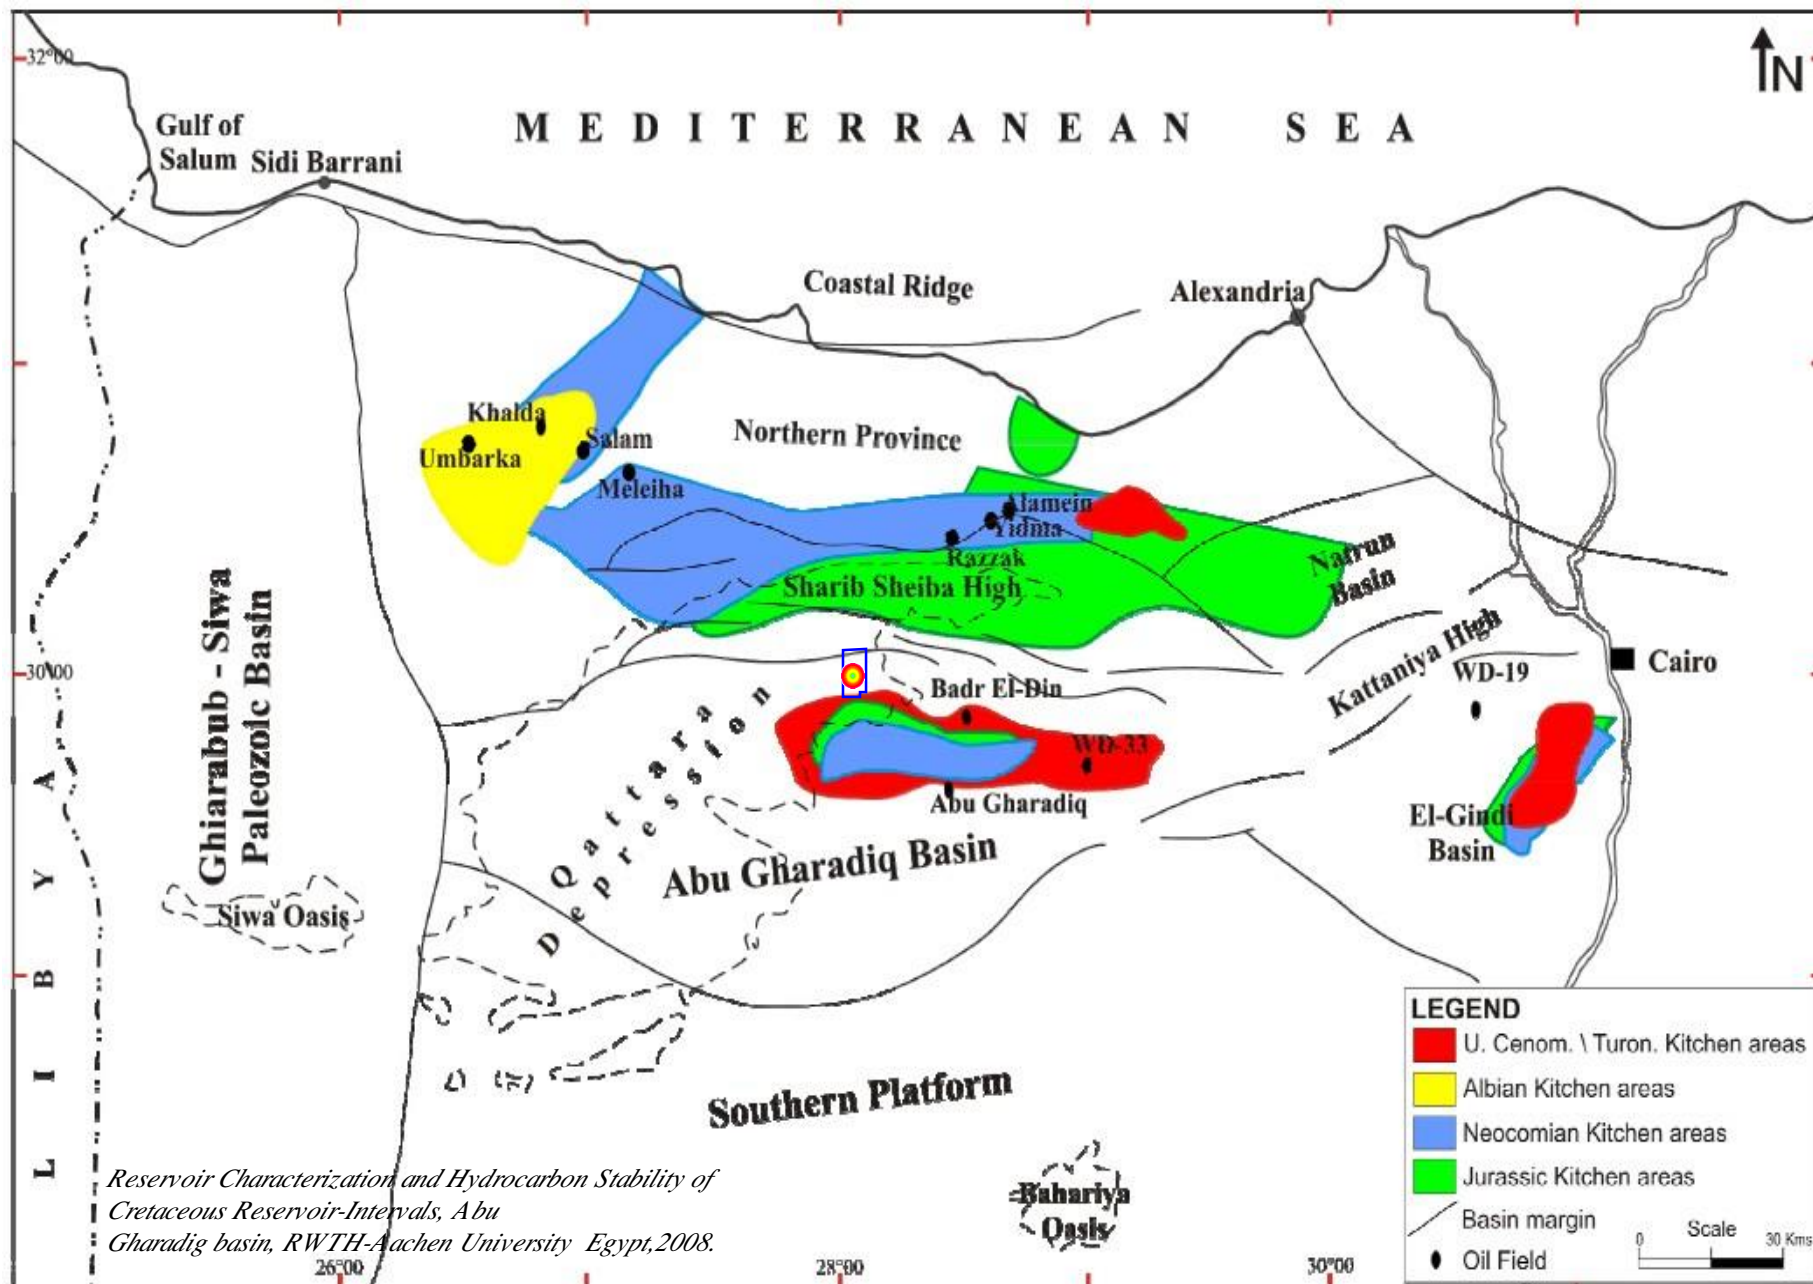 32°00
N
MEDITERRANEAN SEA
Gulf of
Salum
Sidi Barrani
Coastal Ridge
Alexandria
Khalda
Umbarka
Salam
Meleiha
Northern Province
Alamein
Yidma
Razzak
Sharib Sheiba High
Natrun
Basin
Ghiarabub - Siwa
Paleozoic Basin
30°00
Kattaniya High
WD-19
Cairo
Badr El-Din
WD-33
Abu Gharadiq
Qattara
Depression
Abu Gharadiq Basin
El-Gindi
Basin
Siwa Oasis
LIBYA
Southern Platform
Bahariya
Oasis
Reservoir Characterization and Hydrocarbon Stability of
Cretaceous Reservoir-Intervals, Abu
Gharadig basin, RWTH-Aachen University Egypt,2008.
26°00
28°00
30°00
LEGEND
U. Cenom. \ Turon. Kitchen areas
Albian Kitchen areas
Neocomian Kitchen areas
Jurassic Kitchen areas
Basin margin
Oil Field
Scale
0 30 Kms